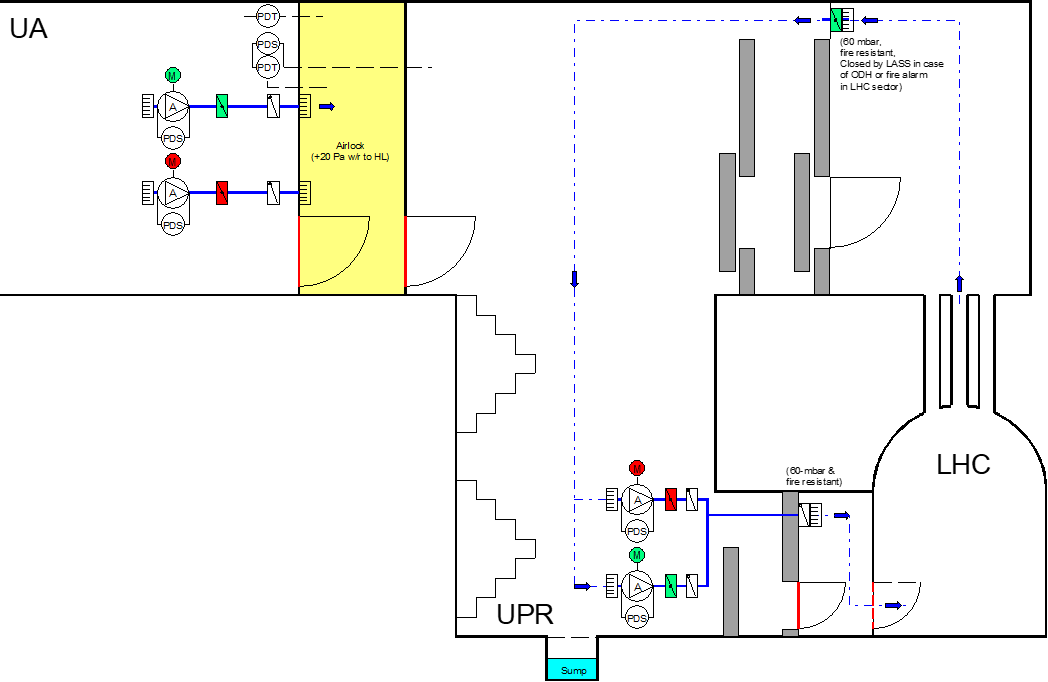 UA
PDT
PDS
PDT
M
A
PDS
M
A
PDS
Airlock
(+20 Pa w/r to HL)
(60 mbar,
fire resistant,
Closed by LASS in case
of ODH or fire alarm
in LHC sector)
LHC
(60-mbar &
fire resistant)
M
A
PDS
M
A
PDS
UPR
Sump